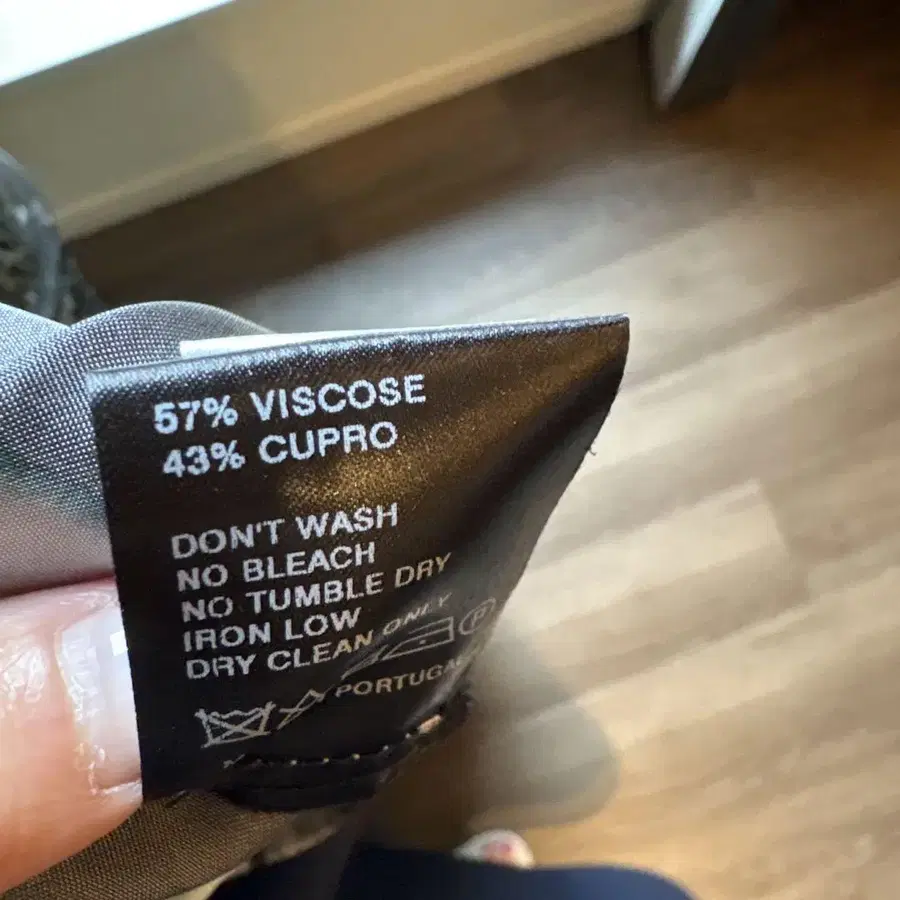 57% VISCOSE
43% CUPRO
DON'T WASH
NO BLEACH
NO TUMBLE DRY
IRON LOW
DRY CLEAN ONLY
P
PORTUGAL